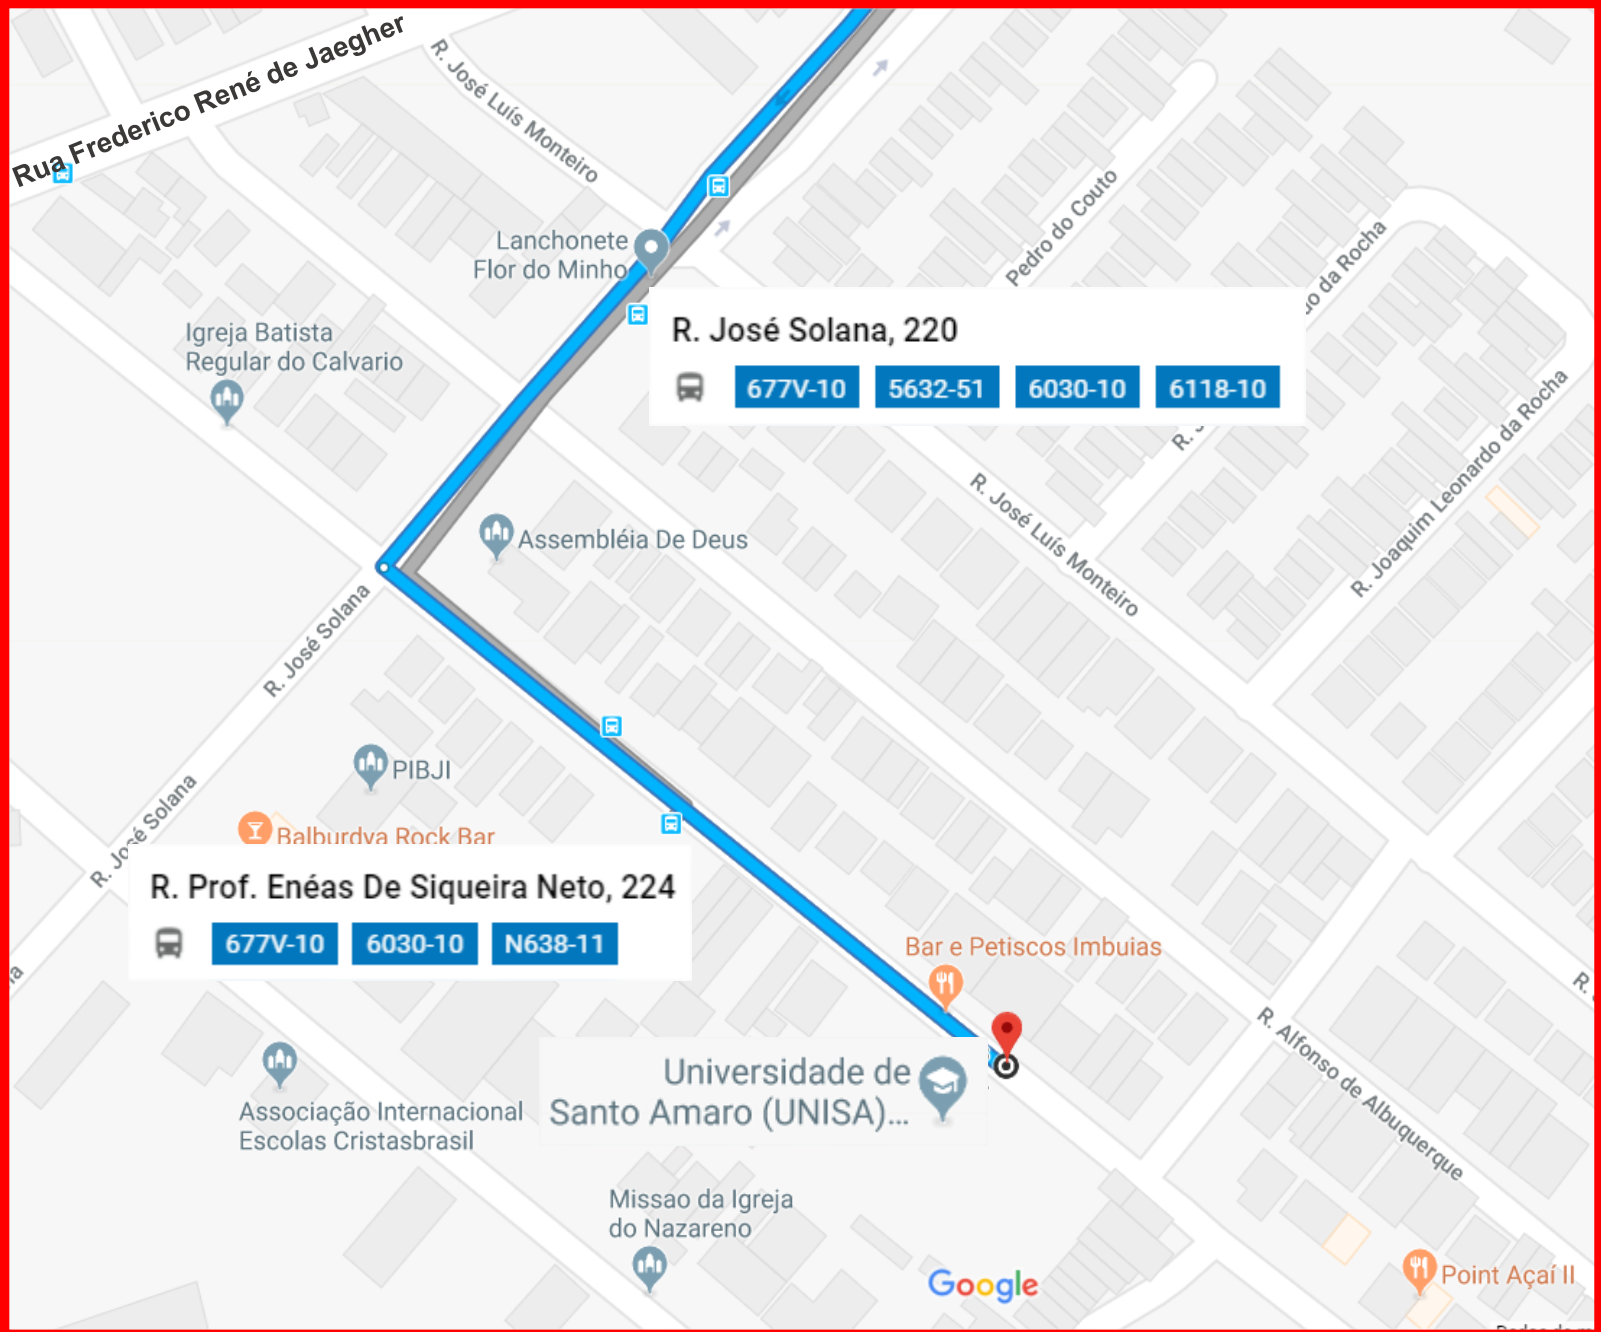 Rua Frederico René de Jaegher
R. José Luís Monteiro
Pedro do Couto
Lanchonete
Flor do Minho
do da Rocha
R. José Solana, 220
677V-10 5632-51 6030-10 6118-10
Igreja Batista
Regular do Calvario
R. J
R. Joaquim Leonardo da Rocha
R. José Luís Monteiro
Assembléia De Deus
R. José Solana
PIBJI
R. José Solana
Balburdya Rock Bar
R. Prof. Enéas De Siqueira Neto, 224
677V-10 6030-10 N638-11
Bar e Petiscos Imbuias
R.
R. Alfonso de Albuquerque
Universidade de
Santo Amaro (UNISA)...
Associação Internacional
Escolas Cristasbrasil
Missao da Igreja
do Nazareno
Google
Point Açaí II